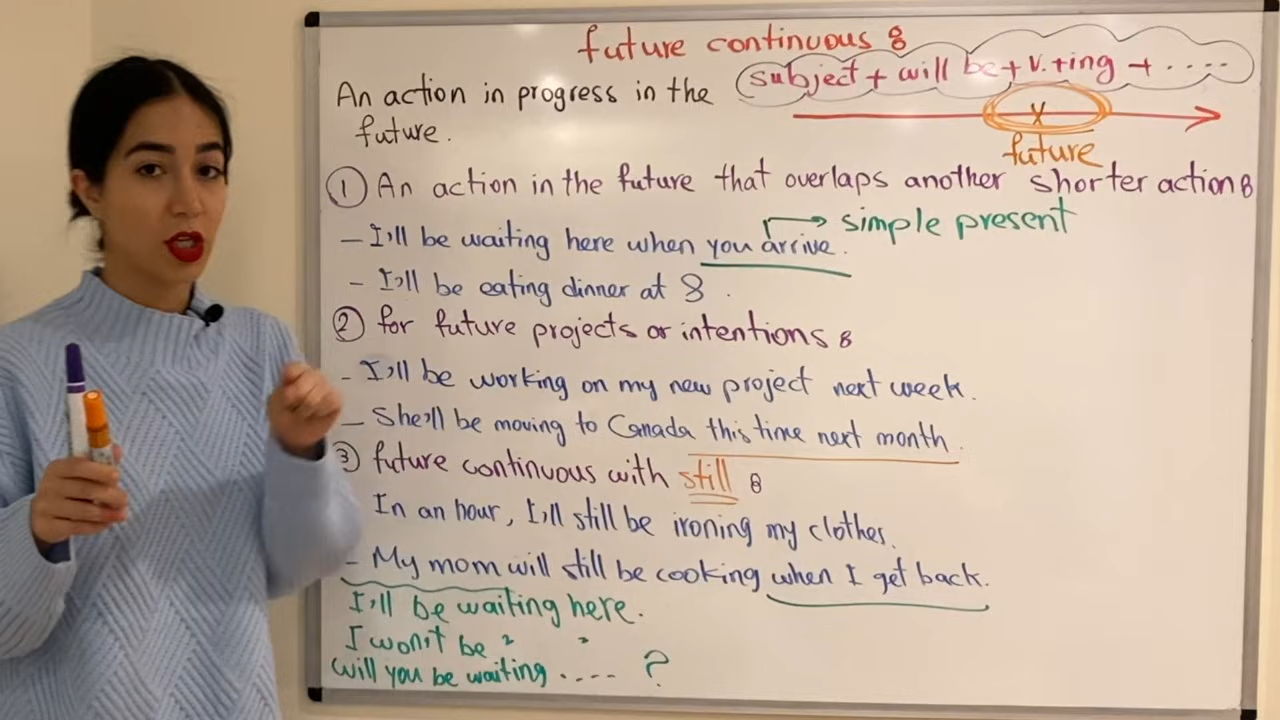 future continuous :
subject + will be + v.+ing + ....
An action in progress in the
future.
future
① An action in the future that overlaps another shorter action :
simple present
- I'll be waiting here when you arrive.
- I'll be eating dinner at 8.
② for future projects or intentions :
- I'll be working on my new project next week.
- She'll be moving to Canada this time next month.
③ future continuous with still :
In an hour, I'll still be ironing my clothes.
- My mom will still be cooking when I get back.
I'll be waiting here.
I won't be " "
will you be waiting .... ?